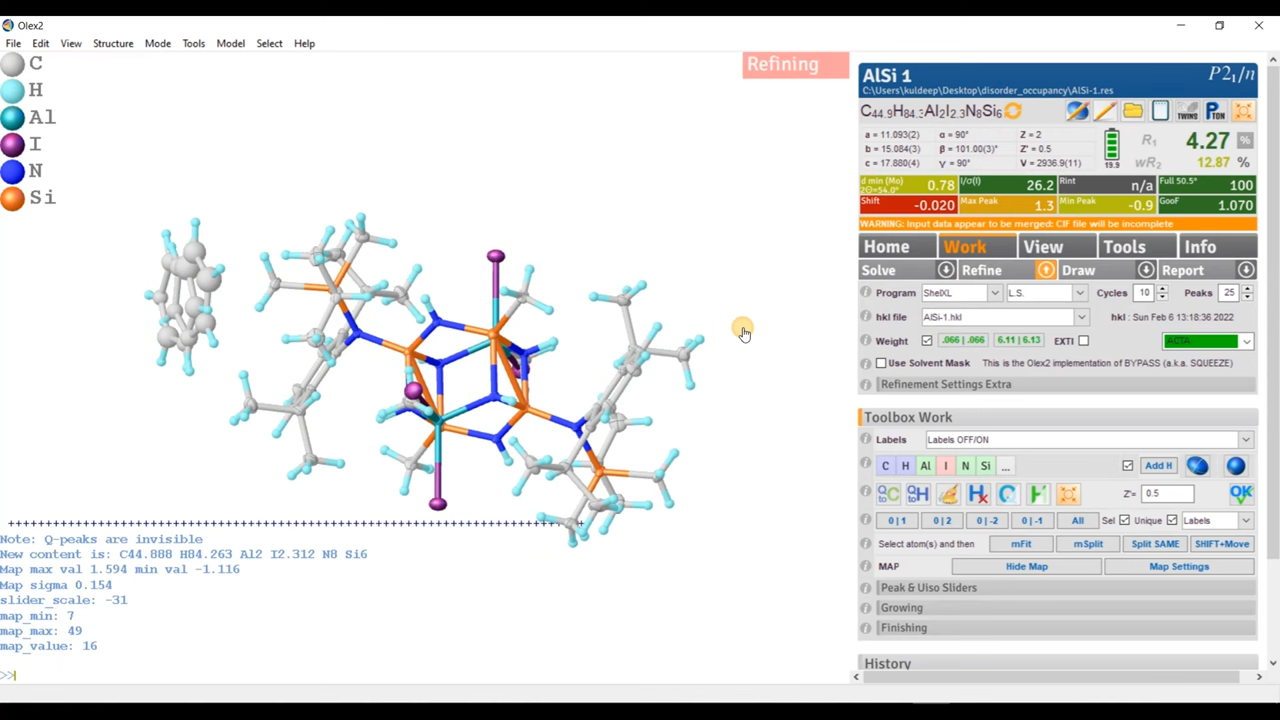 Olex2
File Edit View Structure Mode Tools Model Select Help
C
H
Al
I
N
Si
Refining
AlSi 1
P2₁/n
C:\Users\kuldeep\Desktop\disorder_occupancy\AlSi-1.res
C44.9H84.3Al2I2.3N8Si6
TWINS
PTON
a = 11.093(2) α = 90° Z = 2
b = 15.084(3) β = 101.00(3)° Z' = 0.5
c = 17.880(4) γ = 90° V = 2936.9(11)
19.9
R1 4.27 %
wR2 12.87 %
d min (Mo) 2Θ=54.0° 0.78 I/σ(I) 26.2 Rint n/a Full 50.5° 100
Shift -0.020 Max Peak 1.3 Min Peak -0.9 GooF 1.070
WARNING: Input data appear to be merged: CIF file will be incomplete
Home Work View Tools Info
Solve Refine Draw Report
Program ShelXL L.S. Cycles 10 Peaks 25
hkl file AlSi-1.hkl hkl : Sun Feb 6 13:18:36 2022
Weight .066 | .066 6.11 | 6.13 EXTI ACTA
Use Solvent Mask This is the Olex2 implementation of BYPASS (a.k.a. SQUEEZE)
Refinement Settings Extra
Toolbox Work
Labels Labels OFF/ON
C H Al I N Si ... Add H
QC QH H Z'= 0.5 OK
0 | 1 0 | 2 0 | -2 0 | -1 All Sel Unique Labels
Select atom(s) and then mFit mSplit Split SAME SHIFT+Move
MAP Hide Map Map Settings
Peak & Uiso Sliders
Growing
Finishing
History
++++++++++++++++++++++++++++++++++++++++++++++++++++++++++++++++++++++++
Note: Q-peaks are invisible
New content is: C44.888 H84.263 Al2 I2.312 N8 Si6
Map max val 1.594 min val -1.116
Map sigma 0.154
slider_scale: -31
map_min: 7
map_max: 49
map_value: 16
>>